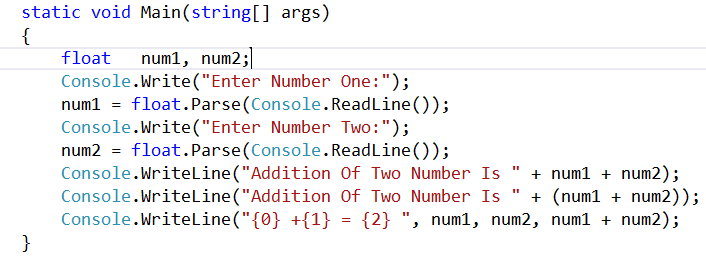 static void Main(string[] args)
{
float   num1, num2;
Console.Write("Enter Number One:");
num1 = float.Parse(Console.ReadLine());
Console.Write("Enter Number Two:");
num2 = float.Parse(Console.ReadLine());
Console.WriteLine("Addition Of Two Number Is " + num1 + num2);
Console.WriteLine("Addition Of Two Number Is " + (num1 + num2));
Console.WriteLine("{0} +{1} = {2} ", num1, num2, num1 + num2);
}